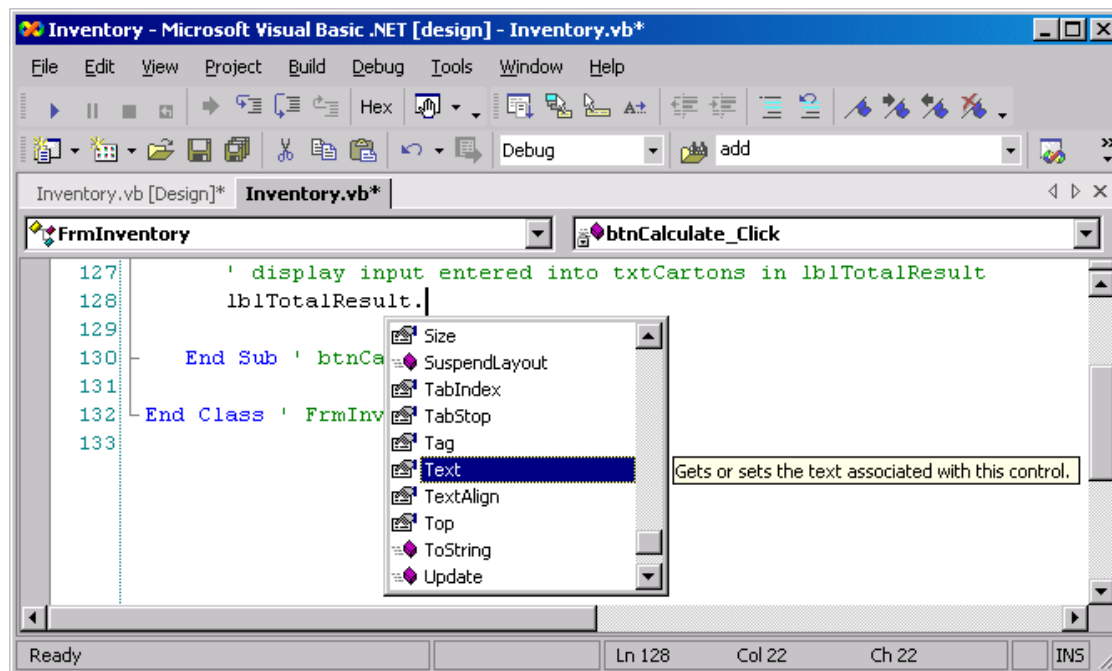 Inventory - Microsoft Visual Basic .NET [design] - Inventory.vb*
File Edit View Project Build Debug Tools Window Help
Hex
Debug add
Inventory.vb [Design]* Inventory.vb*
FrmInventory btnCalculate_Click
127 ' display input entered into txtCartons in lblTotalResult
128 lblTotalResult.
129
130 End Sub ' btnCa
131
132 End Class ' FrmInv
133
Size
SuspendLayout
TabIndex
TabStop
Tag
Text
Gets or sets the text associated with this control.
TextAlign
Top
ToString
Update
Ready Ln 128 Col 22 Ch 22 INS